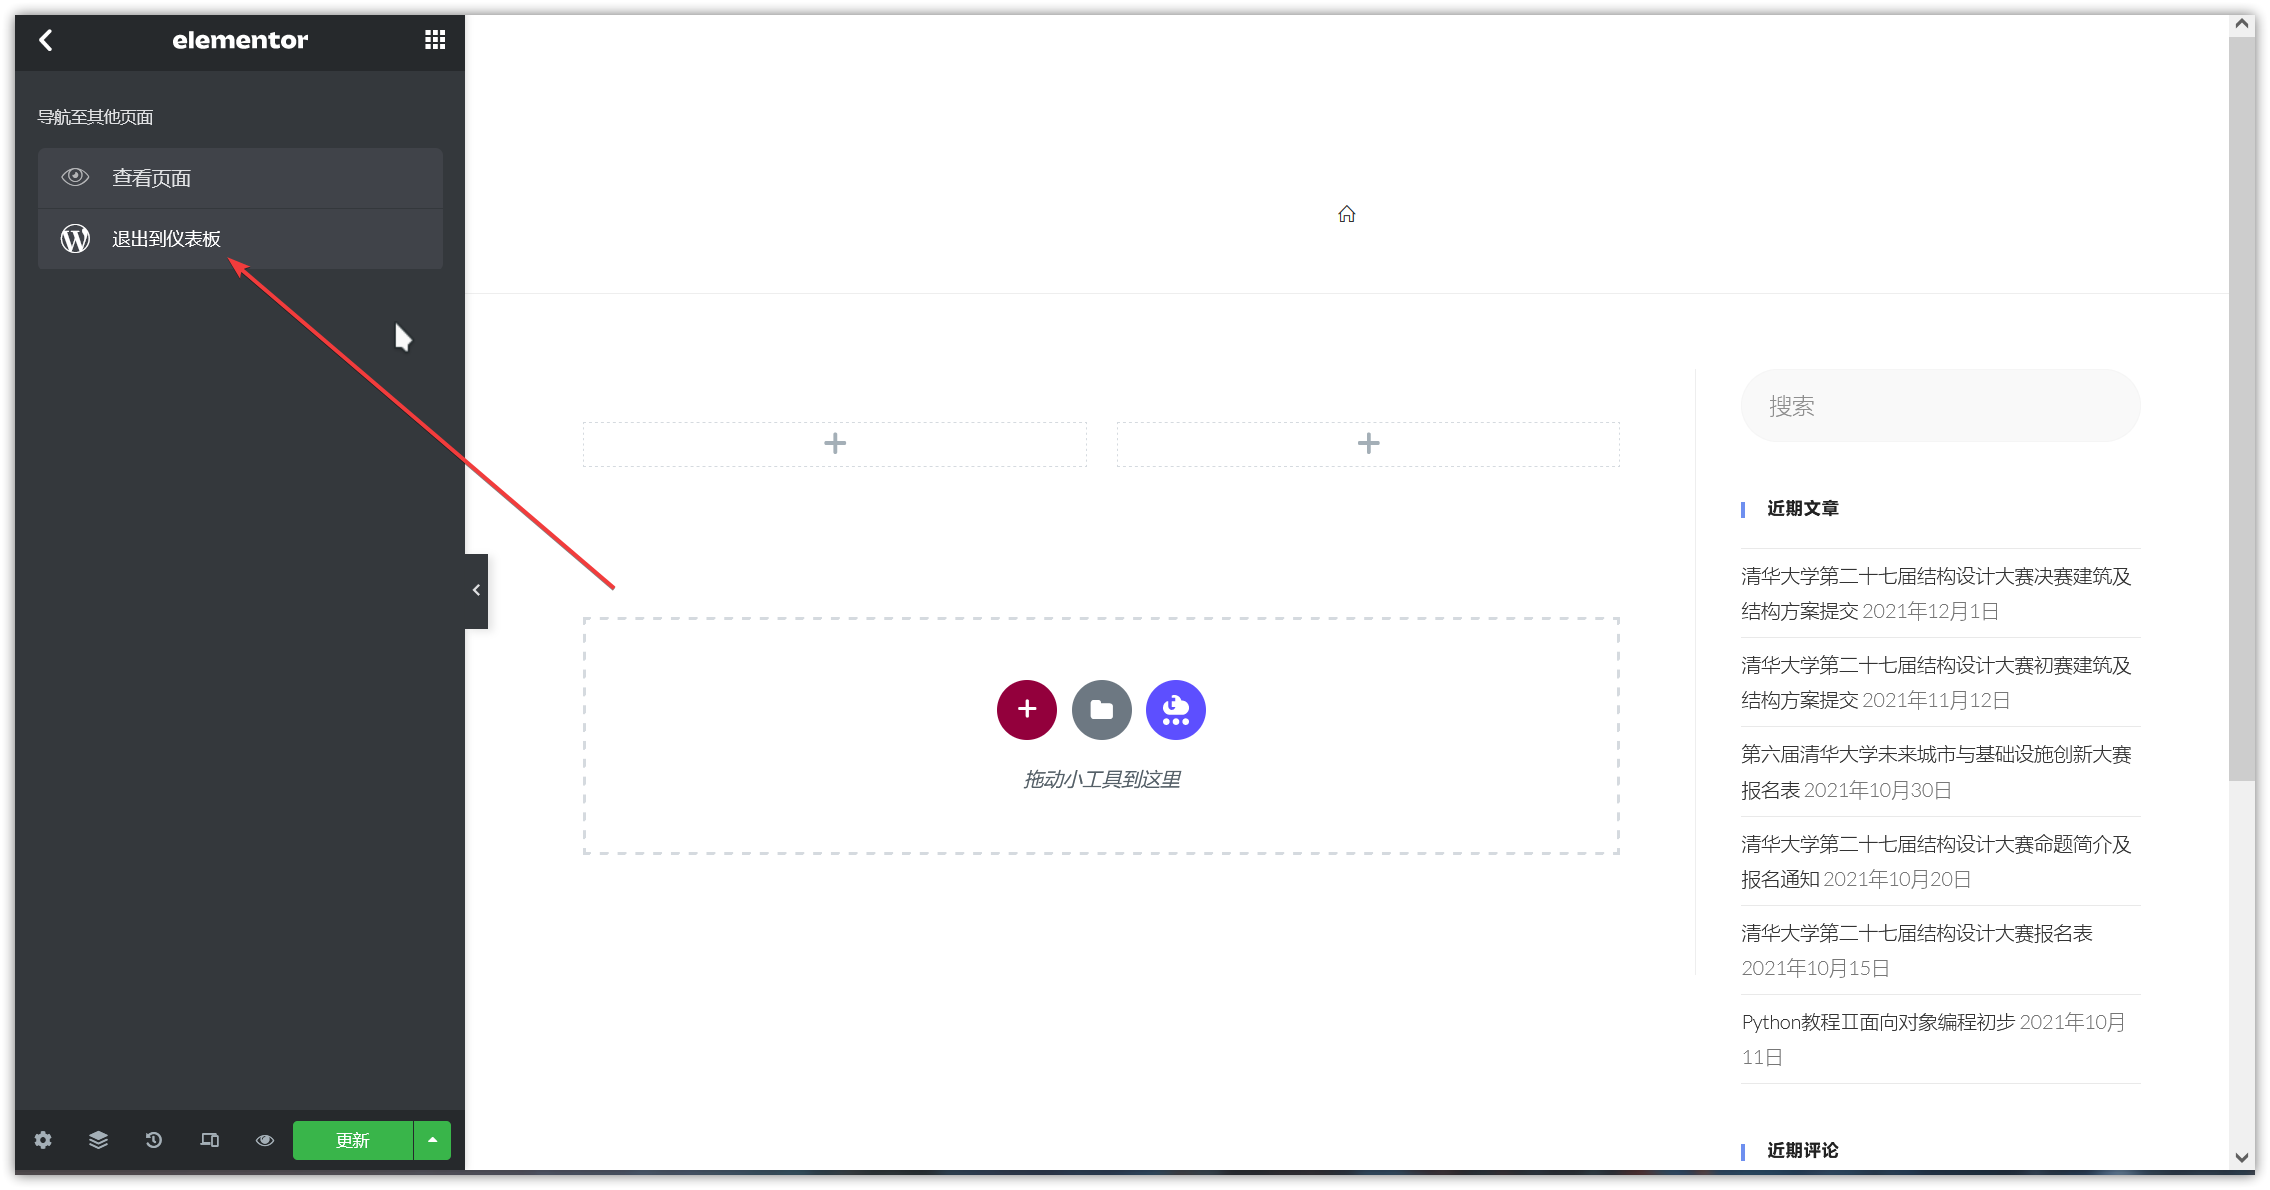 elementor
导航至其他页面
查看页面
退出到仪表板
更新
拖动小工具到这里
搜索
近期文章
清华大学第二十七届结构设计大赛决赛建筑及
结构方案提交 2021年12月1日
清华大学第二十七届结构设计大赛初赛建筑及
结构方案提交 2021年11月12日
第六届清华大学未来城市与基础设施创新大赛
报名表 2021年10月30日
清华大学第二十七届结构设计大赛命题简介及
报名通知 2021年10月20日
清华大学第二十七届结构设计大赛报名表
2021年10月15日
Python教程Ⅱ面向对象编程初步 2021年10月
11日
近期评论